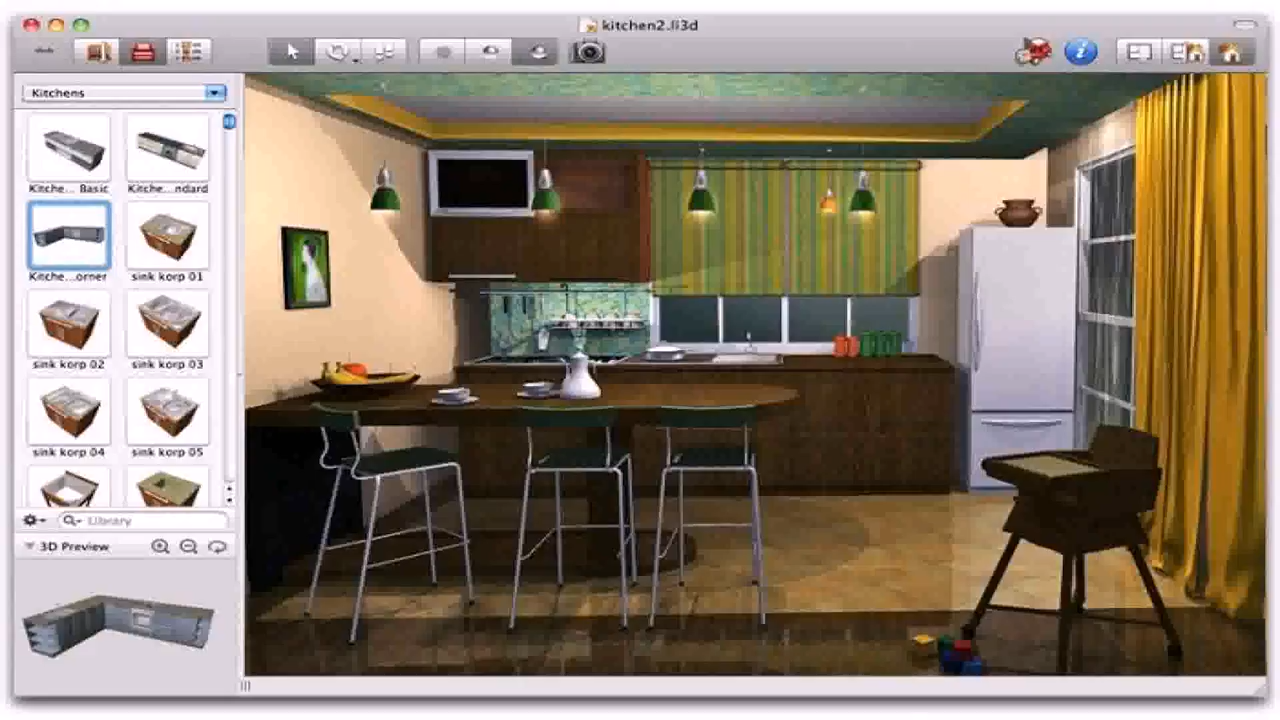 kitchen2.li3d
Kitchens
Kitche... Basic
Kitche...ndard
Kitche...orner
sink korp 01
sink korp 02
sink korp 03
sink korp 04
sink korp 05
Library
3D Preview